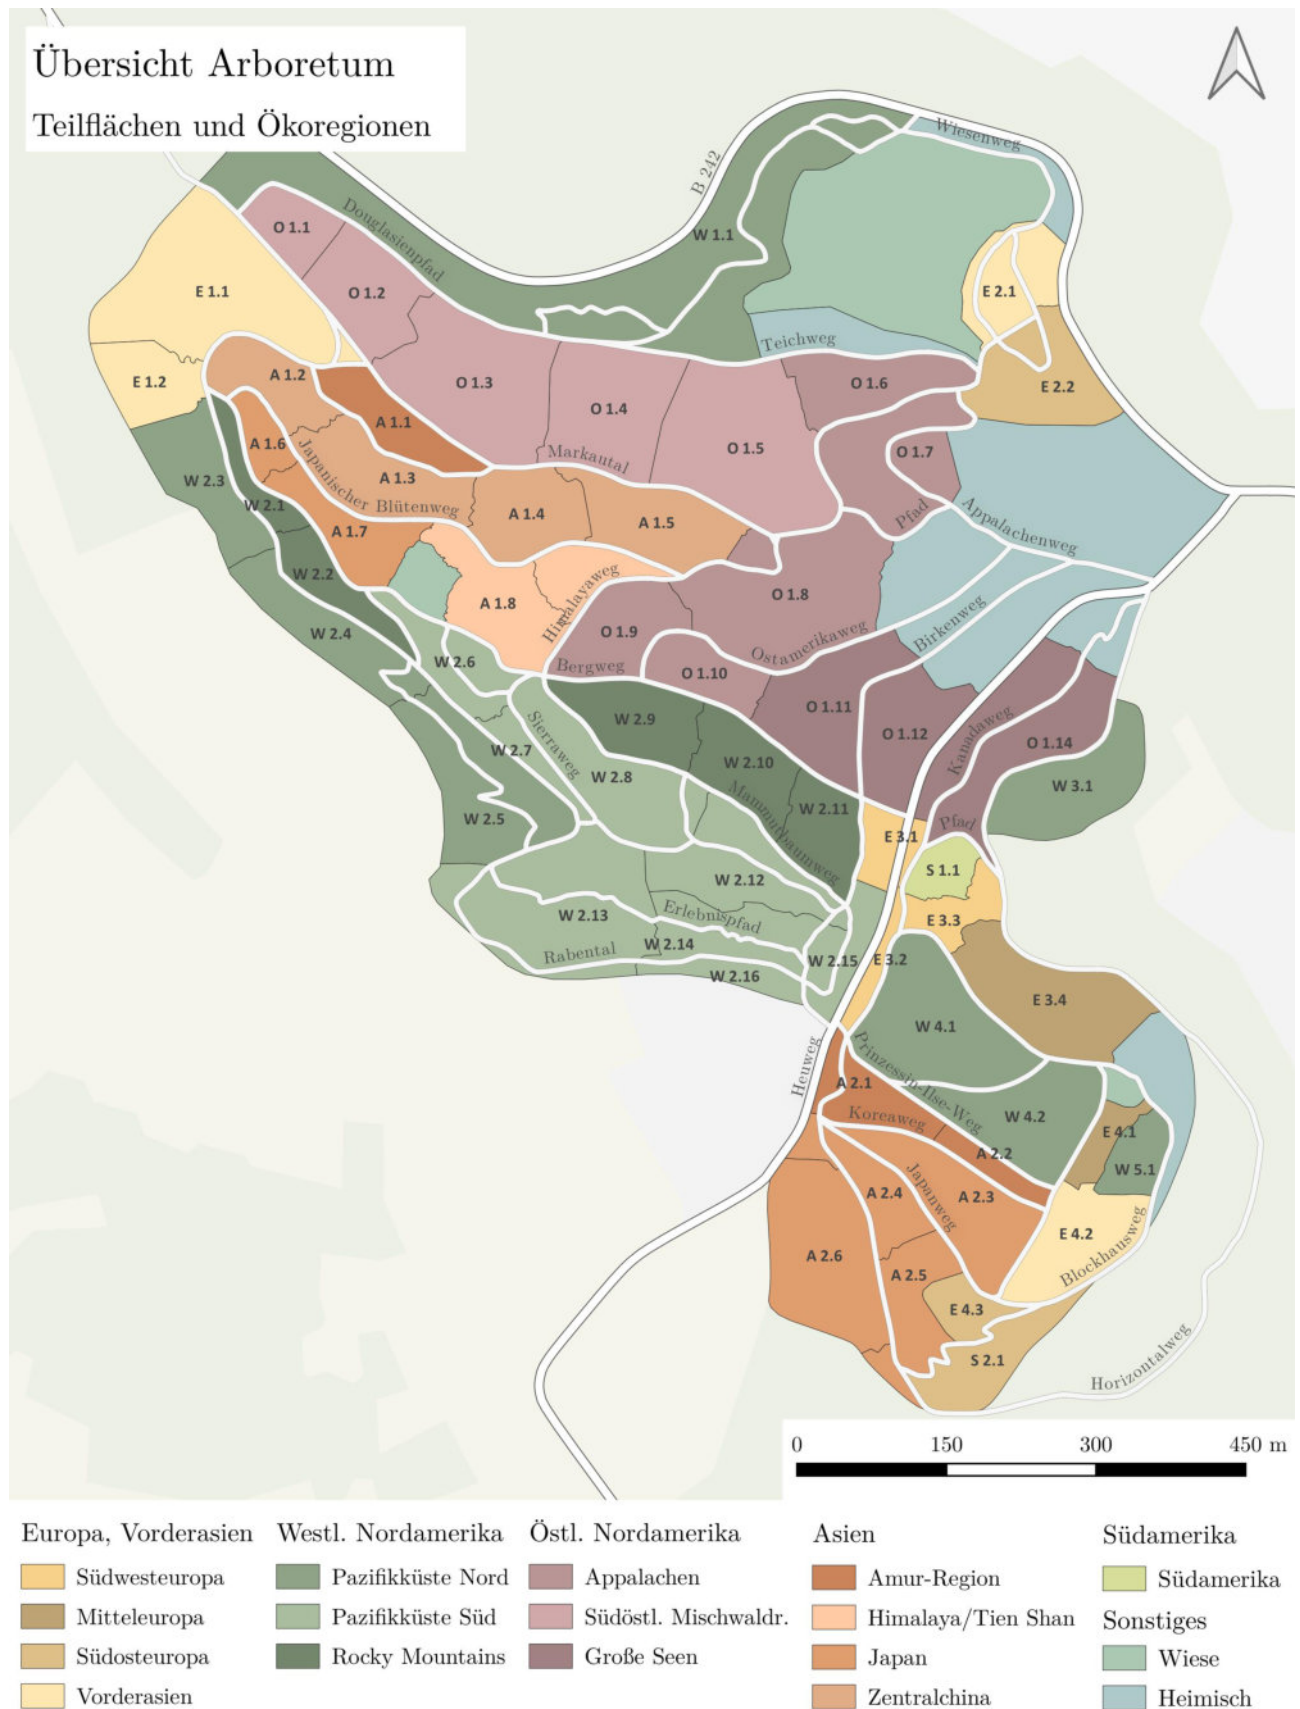 Übersicht Arboretum
Teilflächen und Ökoregionen
Wiesenweg
B 242
W 1.1
O 1.1
Douglasienpfad
E 1.1
O 1.2
E 2.1
Teichweg
E 1.2
A 1.2
O 1.3
O 1.6
E 2.2
O 1.4
A 1.1
A 1.6
O 1.5
O 1.7
Markautal
W 2.3
Japanischer Blütenweg
A 1.3
W 2.1
A 1.4
A 1.5
Pfad
Appalachenweg
A 1.7
W 2.2
A 1.8
Himalayaweg
O 1.8
Birkenweg
W 2.4
O 1.9
Ostamerikaweg
W 2.6
Bergweg
O 1.10
O 1.11
W 2.9
Sierraweg
O 1.12
Kanadaweg
O 1.14
W 2.7
W 2.10
W 2.8
W 3.1
Mammutbaumweg
W 2.11
W 2.5
Pfad
E 3.1
S 1.1
W 2.12
W 2.13
Erlebnispfad
E 3.3
W 2.14
Rabental
W 2.15
E 3.2
W 2.16
E 3.4
W 4.1
Heuweg
Prinzessin-Ilse-Weg
A 2.1
Koreaweg
W 4.2
E 4.1
A 2.2
W 5.1
A 2.4
Japanweg
A 2.3
E 4.2
A 2.6
Blockhausweg
A 2.5
E 4.3
S 2.1
Horizontalweg
0 150 300 450 m
Europa, Vorderasien
Südwesteuropa
Mitteleuropa
Südosteuropa
Vorderasien
Westl. Nordamerika
Pazifikküste Nord
Pazifikküste Süd
Rocky Mountains
Östl. Nordamerika
Appalachen
Südöstl. Mischwaldr.
Große Seen
Asien
Amur-Region
Himalaya/Tien Shan
Japan
Zentralchina
Südamerika
Südamerika
Sonstiges
Wiese
Heimisch